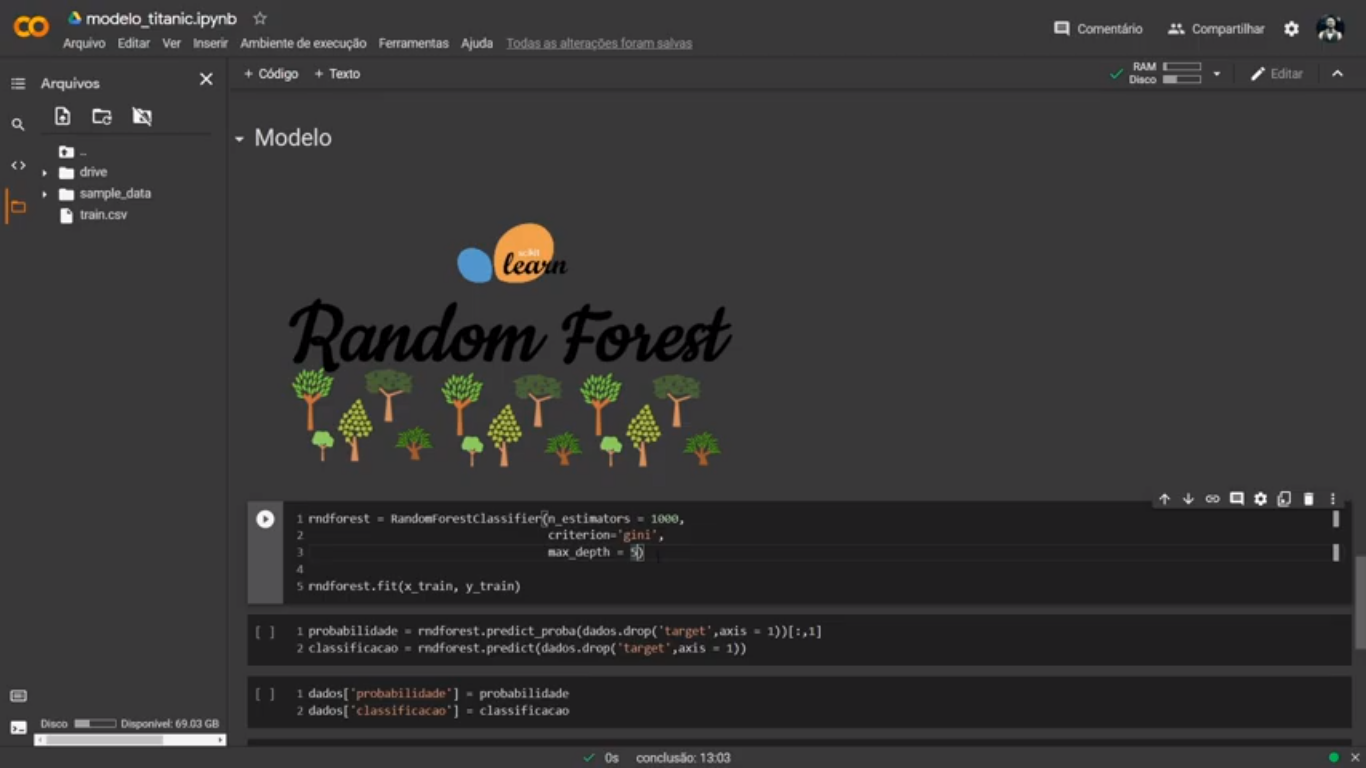 modelo_titanic.ipynb
Arquivo Editar Ver Inserir Ambiente de execução Ferramentas Ajuda Todas as alterações foram salvas
Comentário Compartilhar
Arquivos
+ Código + Texto
RAM
Disco
Editar
..
drive
sample_data
train.csv
Modelo
scikit
learn
Random Forest
1 rndforest = RandomForestClassifier(n_estimators = 1000,
2 criterion='gini',
3 max_depth = 5)
4
5 rndforest.fit(x_train, y_train)
[ ] 1 probabilidade = rndforest.predict_proba(dados.drop('target',axis = 1))[:,1]
2 classificacao = rndforest.predict(dados.drop('target',axis = 1))
[ ] 1 dados['probabilidade'] = probabilidade
2 dados['classificacao'] = classificacao
Disco Disponível: 69.03 GB
0s conclusão: 13:03